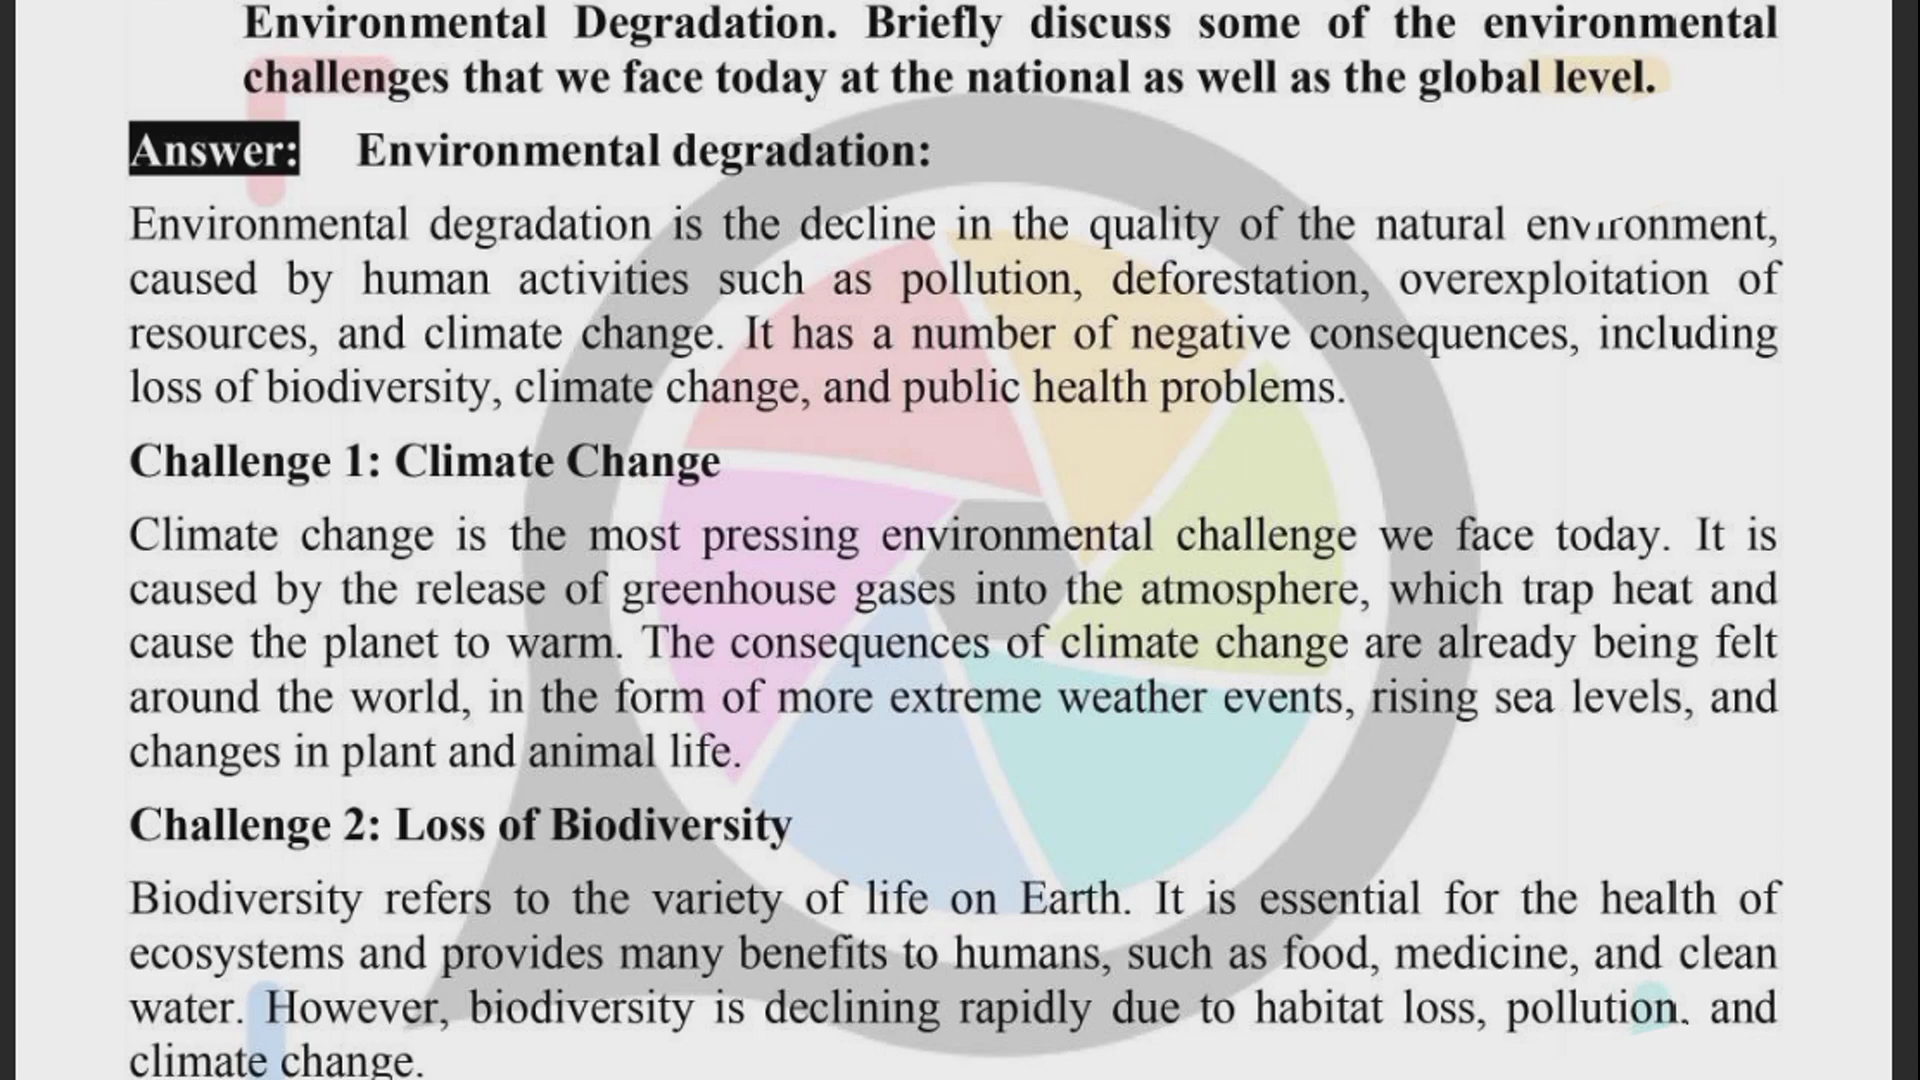 Environmental Degradation. Briefly discuss some of the environmental
challenges that we face today at the national as well as the global level.
Answer: Environmental degradation:
Environmental degradation is the decline in the quality of the natural environment,
caused by human activities such as pollution, deforestation, overexploitation of
resources, and climate change. It has a number of negative consequences, including
loss of biodiversity, climate change, and public health problems.
Challenge 1: Climate Change
Climate change is the most pressing environmental challenge we face today. It is
caused by the release of greenhouse gases into the atmosphere, which trap heat and
cause the planet to warm. The consequences of climate change are already being felt
around the world, in the form of more extreme weather events, rising sea levels, and
changes in plant and animal life.
Challenge 2: Loss of Biodiversity
Biodiversity refers to the variety of life on Earth. It is essential for the health of
ecosystems and provides many benefits to humans, such as food, medicine, and clean
water. However, biodiversity is declining rapidly due to habitat loss, pollution, and
climate change.